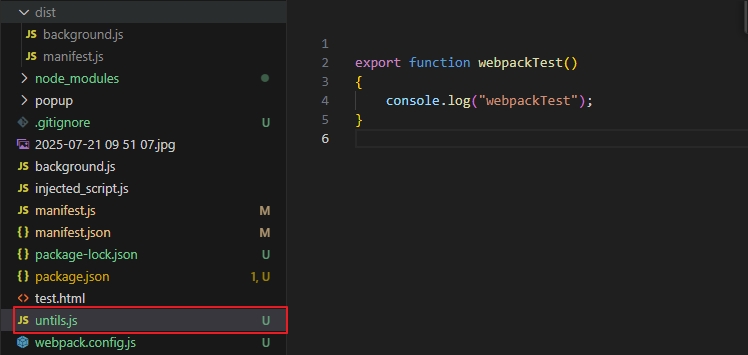 dist
JS background.js
JS manifest.js
node_modules
popup
.gitignore U
2025-07-21 09 51 07.jpg
JS background.js
JS injected_script.js
JS manifest.js M
{} manifest.json M
{} package-lock.json U
{} package.json 1, U
<> test.html
JS untils.js U
webpack.config.js U
1
2 export function webpackTest()
3 {
4 console.log("webpackTest");
5 }
6